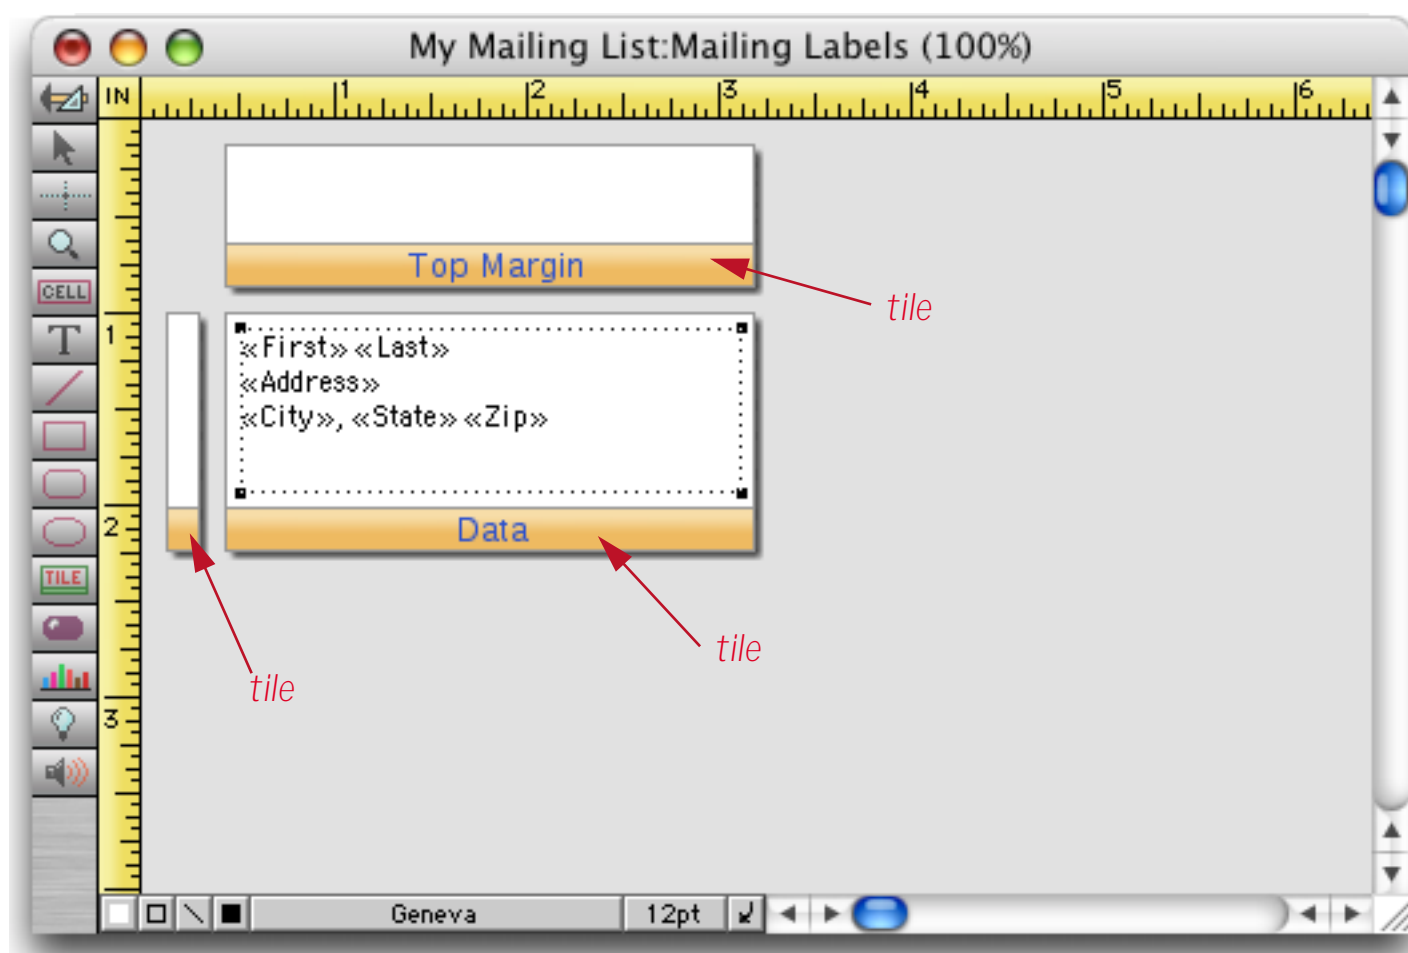 My Mailing List:Mailing Labels (100%)
IN 1 2 3 4 5 6
Top Margin
tile
CELL
1
«First» «Last»
«Address»
«City», «State» «Zip»
T
2
Data
TILE
tile
tile
3
Geneva 12pt